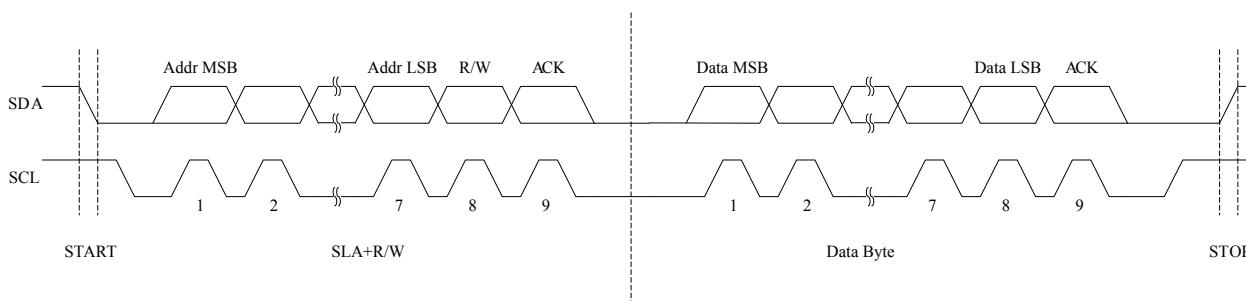 Addr MSB Addr LSB R/W ACK Data MSB Data LSB ACK
SDA
SCL
1 2 7 8 9 1 2 7 8 9
START SLA+R/W Data Byte STOP